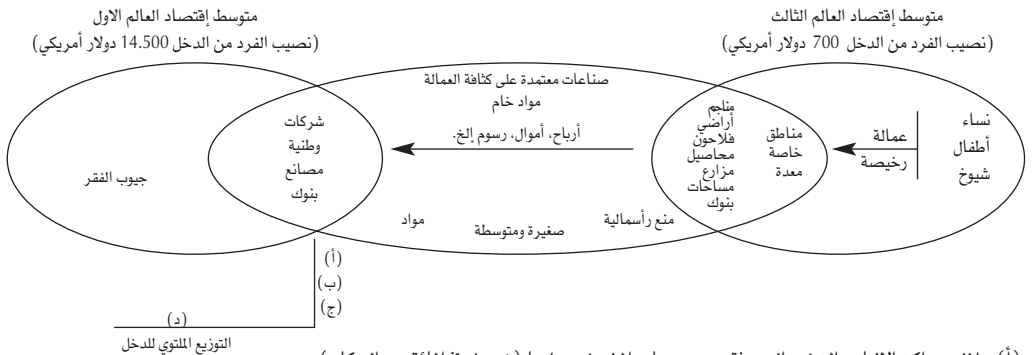 متوسط إقتصاد العالم الثالث
(نصيب الفرد من الدخل 700 دولار أمريكي)
متوسط إقتصاد العالم الاول
(نصيب الفرد من الدخل 14.500 دولار أمريكي)
نساء
أطفال
شيوخ
عمالة
رخيصة
مناطق
خاصة
معدة
مناجم
أراضي
فلاحون
محاصيل
مزارع
مساحات
بنوك
صناعات معتمدة على كثافة العمالة
مواد خام
أرباح، أموال، رسوم إلخ.
منع رأسمالية
صغيرة ومتوسطة
مواد
شركات
وطنية
مصانع
بنوك
جيوب الفقر
(أ)
(ب)
(ج)
(د)
التوزيع الملتوي للدخل